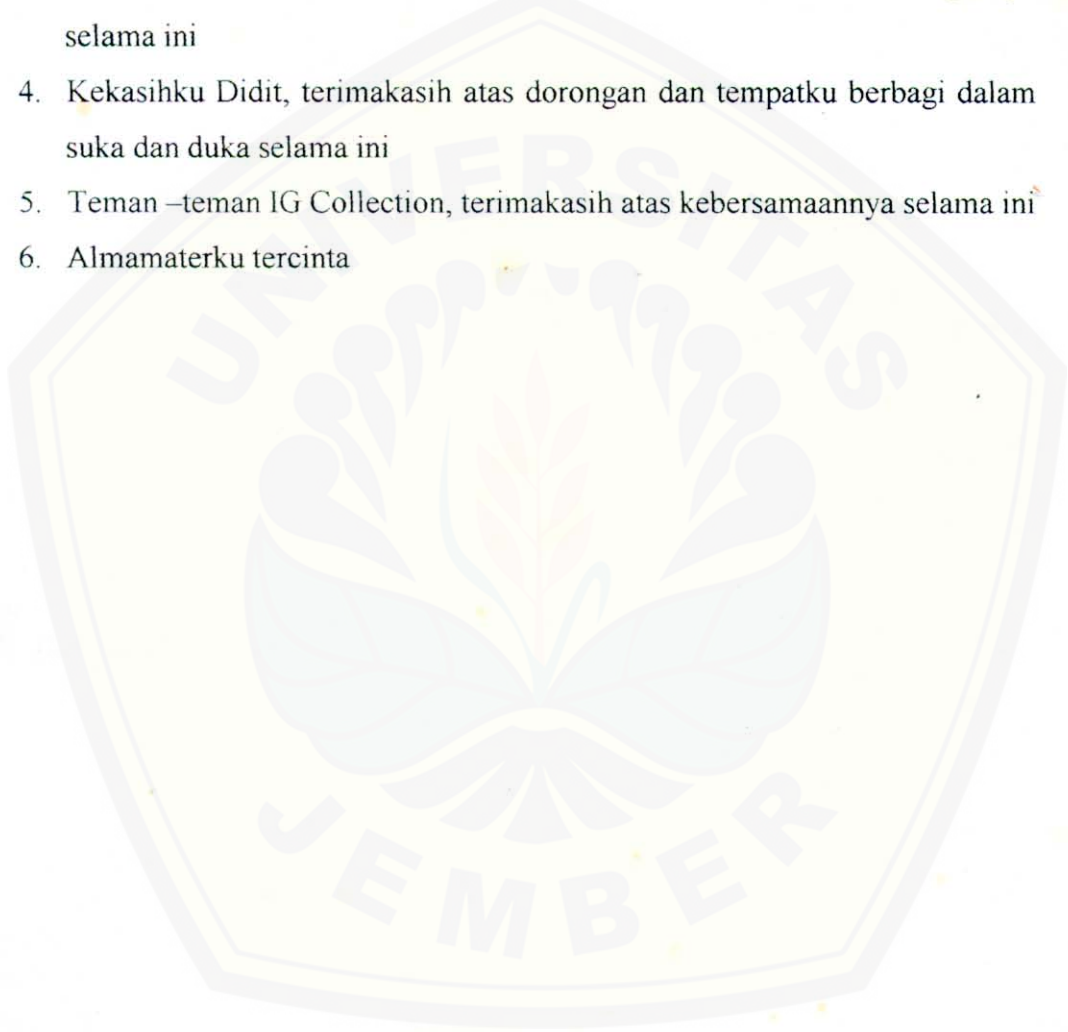 selama ini
4. Kekasihku Didit, terimakasih atas dorongan dan tempatku berbagi dalam
suka dan duka selama ini
5. Teman –teman IG Collection, terimakasih atas kebersamaannya selama ini
6. Almamaterku tercinta
UNIVERSITAS
JEMBER